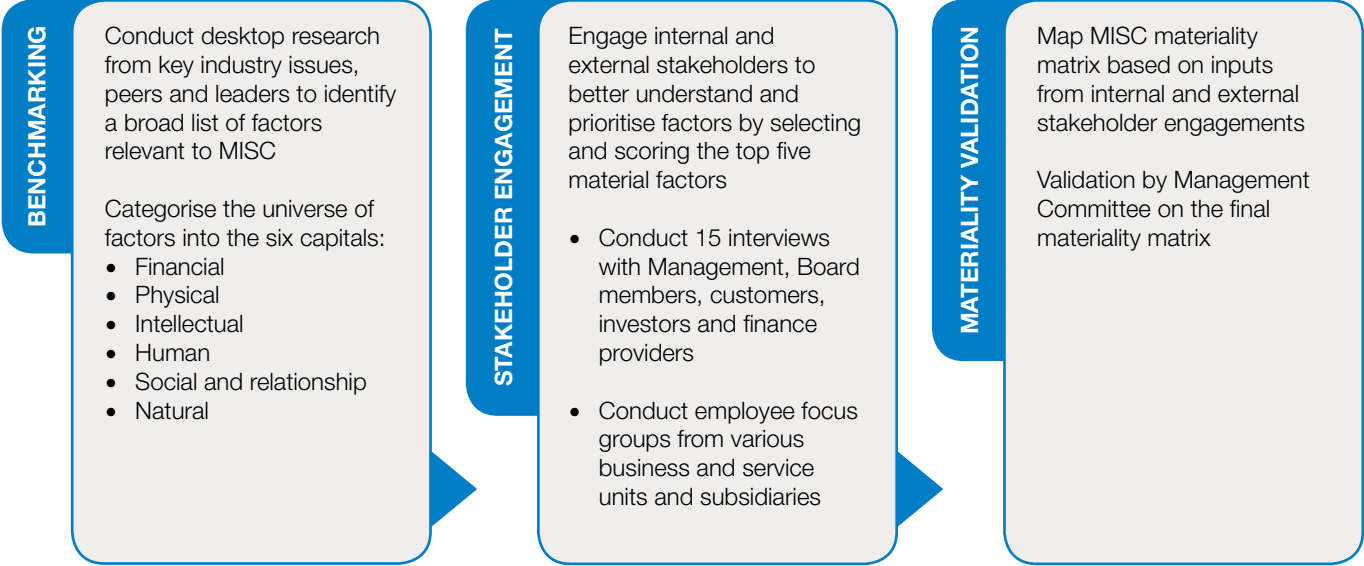 BENCHMARKING
Conduct desktop research
from key industry issues,
peers and leaders to identify
a broad list of factors
relevant to MISC
Categorise the universe of
factors into the six capitals:
• Financial
• Physical
• Intellectual
• Human
• Social and relationship
• Natural
STAKEHOLDER ENGAGEMENT
Engage internal and
external stakeholders to
better understand and
prioritise factors by selecting
and scoring the top five
material factors
• Conduct 15 interviews
with Management, Board
members, customers,
investors and finance
providers
• Conduct employee focus
groups from various
business and service
units and subsidiaries
MATERIALITY VALIDATION
Map MISC materiality
matrix based on inputs
from internal and external
stakeholder engagements
Validation by Management
Committee on the final
materiality matrix